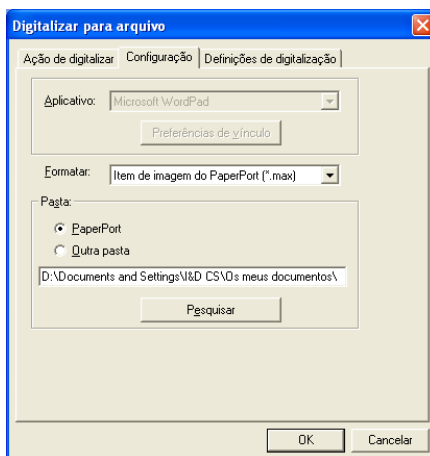 Digitalizar para arquivo
Ação de digitalizar Configuração Definições de digitalização
Aplicativo: Microsoft WordPad
Preferências de vínculo
Formatar: Item de imagem do PaperPort (*.max)
Pasta:
PaperPort
Outra pasta
D:\Documents and Settings\I&D CS\Os meus documentos\
Pesquisar
OK Cancelar